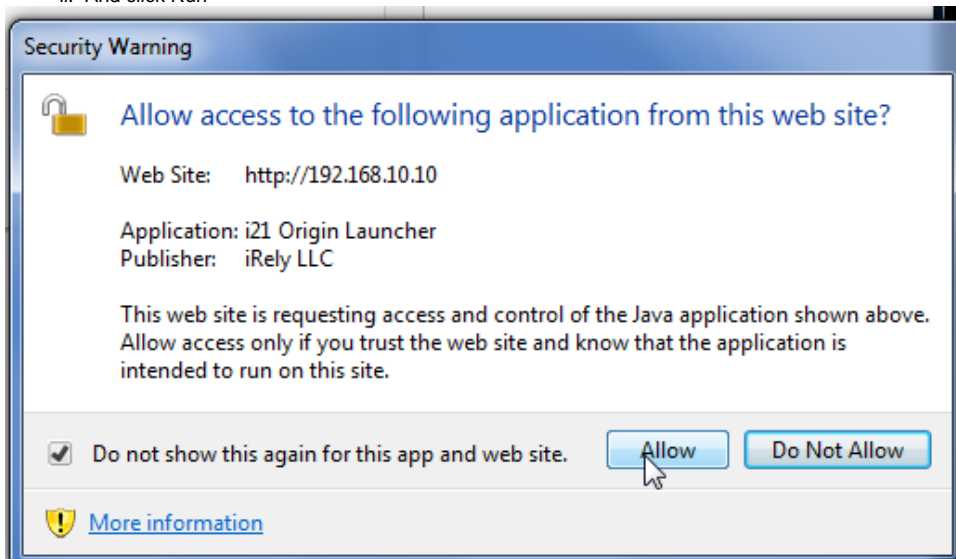 And click Run
Security Warning
Allow access to the following application from this web site?
Web Site: http://192.168.10.10
Application: i21 Origin Launcher
Publisher: iRely LLC
This web site is requesting access and control of the Java application shown above.
Allow access only if you trust the web site and know that the application is
intended to run on this site.
Do not show this again for this app and web site.
Allow
Do Not Allow
More information